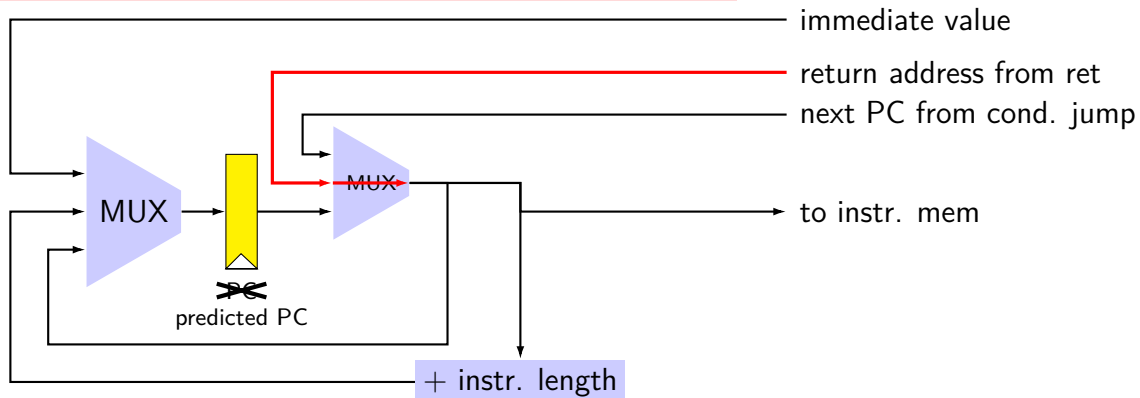 immediate value
return address from ret
next PC from cond. jump
MUX
MUX
to instr. mem
PC
predicted PC
+ instr. length